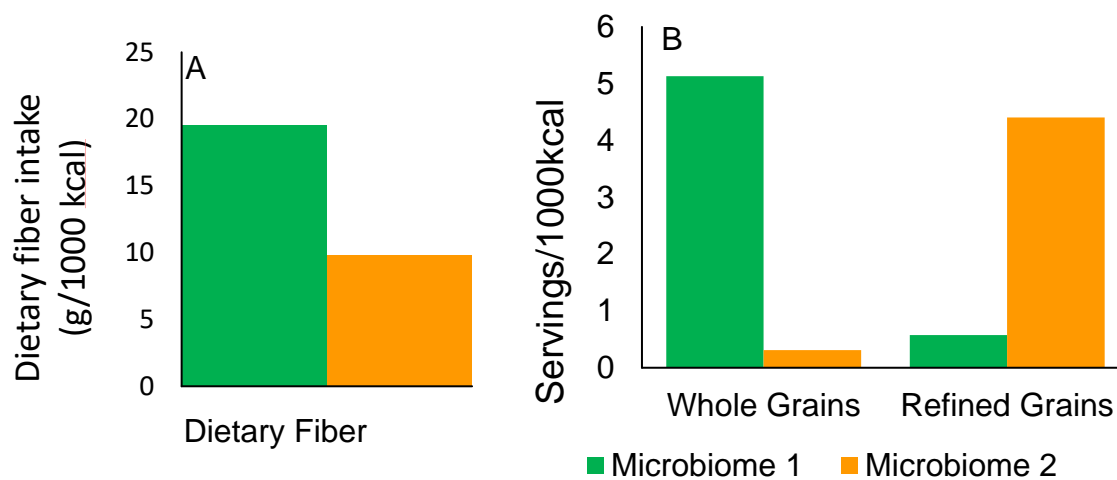 A
Dietary fiber intake
(g/1000 kcal)
25
20
15
10
5
0
Dietary Fiber
B
Servings/1000kcal
6
5
4
3
2
1
0
Whole Grains
Refined Grains
Microbiome 1
Microbiome 2